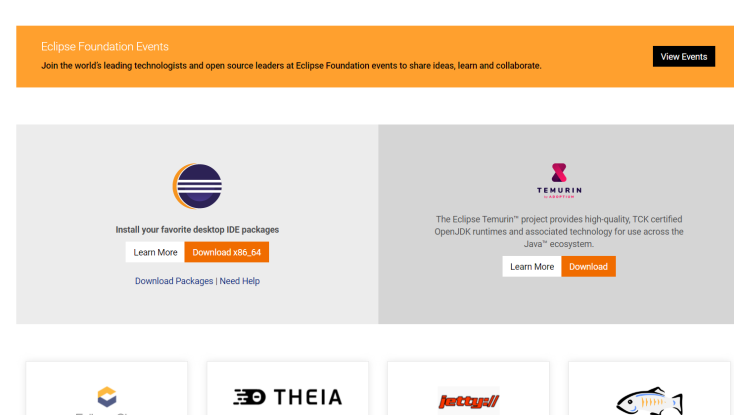 Eclipse Foundation Events
Join the world's leading technologists and open source leaders at Eclipse Foundation events to share ideas, learn and collaborate.
View Events
Install your favorite desktop IDE packages
Learn More
Download x86_64
Download Packages | Need Help
TEMURIN
by ADOPTIUM
The Eclipse Temurin™ project provides high-quality, TCK certified
OpenJDK runtimes and associated technology for use across the
Java™ ecosystem.
Learn More
Download
THEIA
jetty://